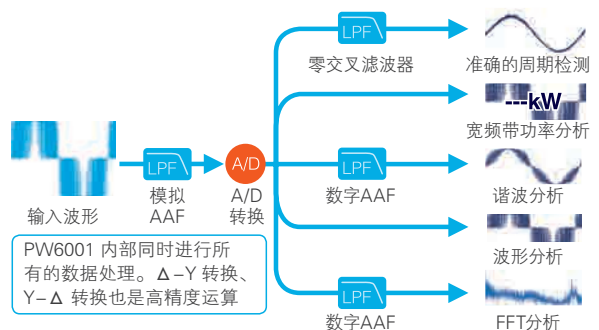 LPF
零交叉滤波器
准确的周期检测
---kW
宽频带功率分析
输入波形
LPF
模拟
AAF
A/D
A/D
转换
LPF
数字AAF
谐波分析
波形分析
LPF
数字AAF
FFT分析
PW6001 内部同时进行所
有的数据处理。Δ–Y 转换、
Y–Δ 转换也是高精度运算